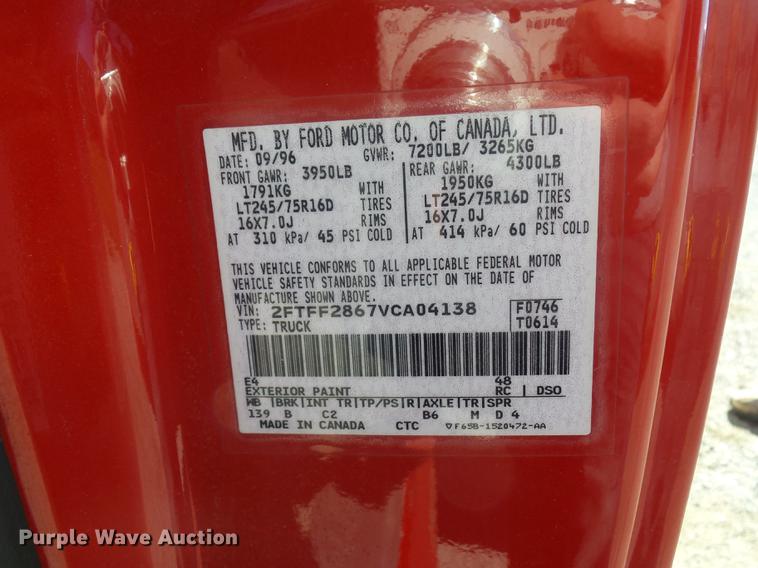 MFD. BY FORD MOTOR CO. OF CANADA, LTD.
DATE: 09/96 GVWR: 7200LB/ 3265KG
FRONT GAWR: 3950LB REAR GAWR: 4300LB
1791KG WITH 1950KG WITH
LT245/75R16D TIRES LT245/75R16D TIRES
16X7.0J RIMS 16X7.0J RIMS
AT 310 kPa/ 45 PSI COLD AT 414 kPa/ 60 PSI COLD
THIS VEHICLE CONFORMS TO ALL APPLICABLE FEDERAL MOTOR
VEHICLE SAFETY STANDARDS IN EFFECT ON THE DATE OF
MANUFACTURE SHOWN ABOVE.
VIN: 2FTFF2867VCA04138 F0746
TYPE: TRUCK T0614
E4 48
EXTERIOR PAINT RC DSO
WB |BRK|INT TR|TP/PS|R|AXLE|TR|SPR
139 B C2 B6 M D 4
MADE IN CANADA CTC ▽F65B-1520472-AA
Purple Wave Auction